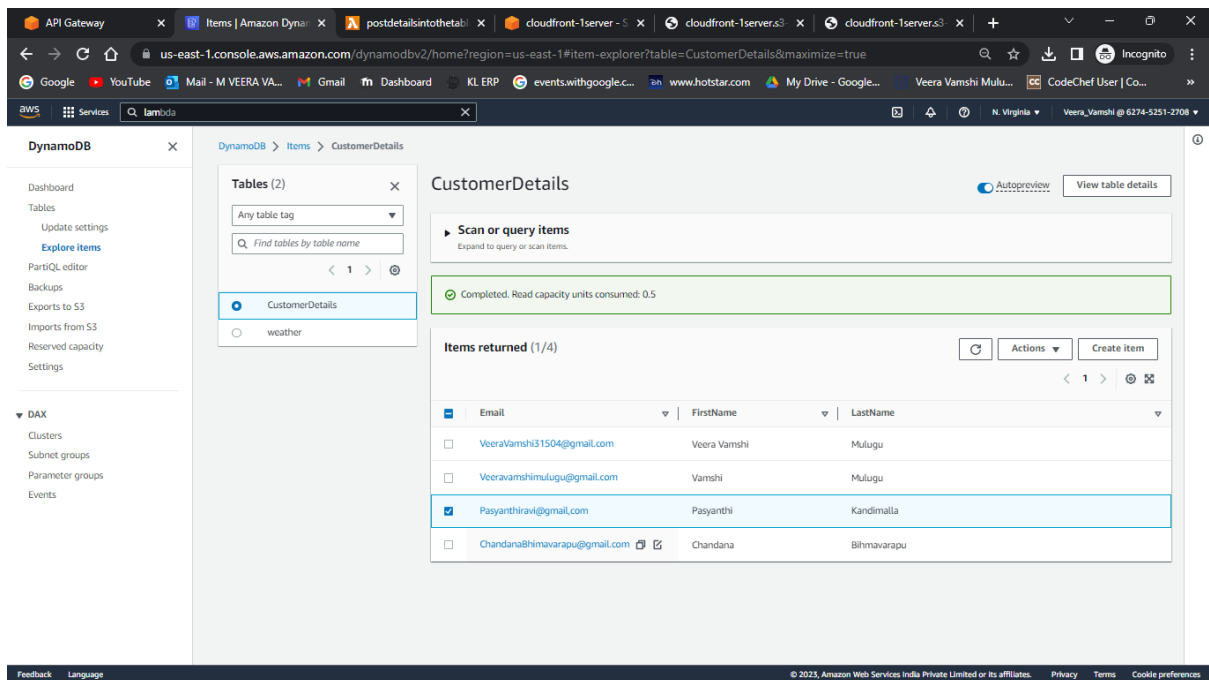 API Gateway
Items | Amazon Dynar
postdetailsintothetabl
cloudfront-1server - S
cloudfront-1server.s3-
cloudfront-1server.s3-
us-east-1.console.aws.amazon.com/dynamodbv2/home?region=us-east-1#item-explorer?table=CustomerDetails&maximize=true
Incognito
Google YouTube Mail - M VEERA VA... Gmail Dashboard KL ERP events.withgoogle.c... www.hotstar.com My Drive - Google... Veera Vamshi Mulu... CodeChef User | Co... »
aws Services lambda N. Virginia Veera_Vamshi @ 6274-5251-2708
DynamoDB
Dashboard
Tables
Update settings
Explore items
PartiQL editor
Backups
Exports to S3
Imports from S3
Reserved capacity
Settings
DAX
Clusters
Subnet groups
Parameter groups
Events
DynamoDB > Items > CustomerDetails
Tables (2)
Any table tag
Find tables by table name
< 1 >
CustomerDetails
weather
CustomerDetails
Autopreview
View table details
Scan or query items
Expand to query or scan items.
Completed. Read capacity units consumed: 0.5
Items returned (1/4)
Actions
Create item
< 1 >
Email FirstName LastName
VeeraVamshi31504@gmail.com Veera Vamshi Mulugu
Veeravamshimulugu@gmail.com Vamshi Mulugu
Pasyanthiravi@gmail,com Pasyanthi Kandimalla
ChandanaBhimavarapu@gmail.com Chandana Bihmavarapu
Feedback Language © 2023, Amazon Web Services India Private Limited or its affiliates. Privacy Terms Cookie preferences